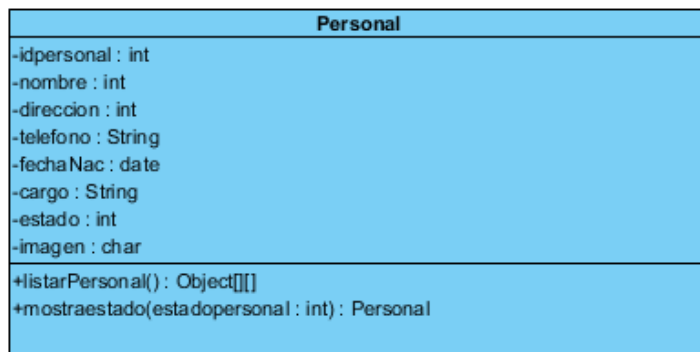 Personal
-idpersonal : int
-nombre : int
-direccion : int
-telefono : String
-fechaNac : date
-cargo : String
-estado : int
-imagen : char
+listarPersonal() : Object[][]
+mostraestado(estadopersonal : int) : Personal